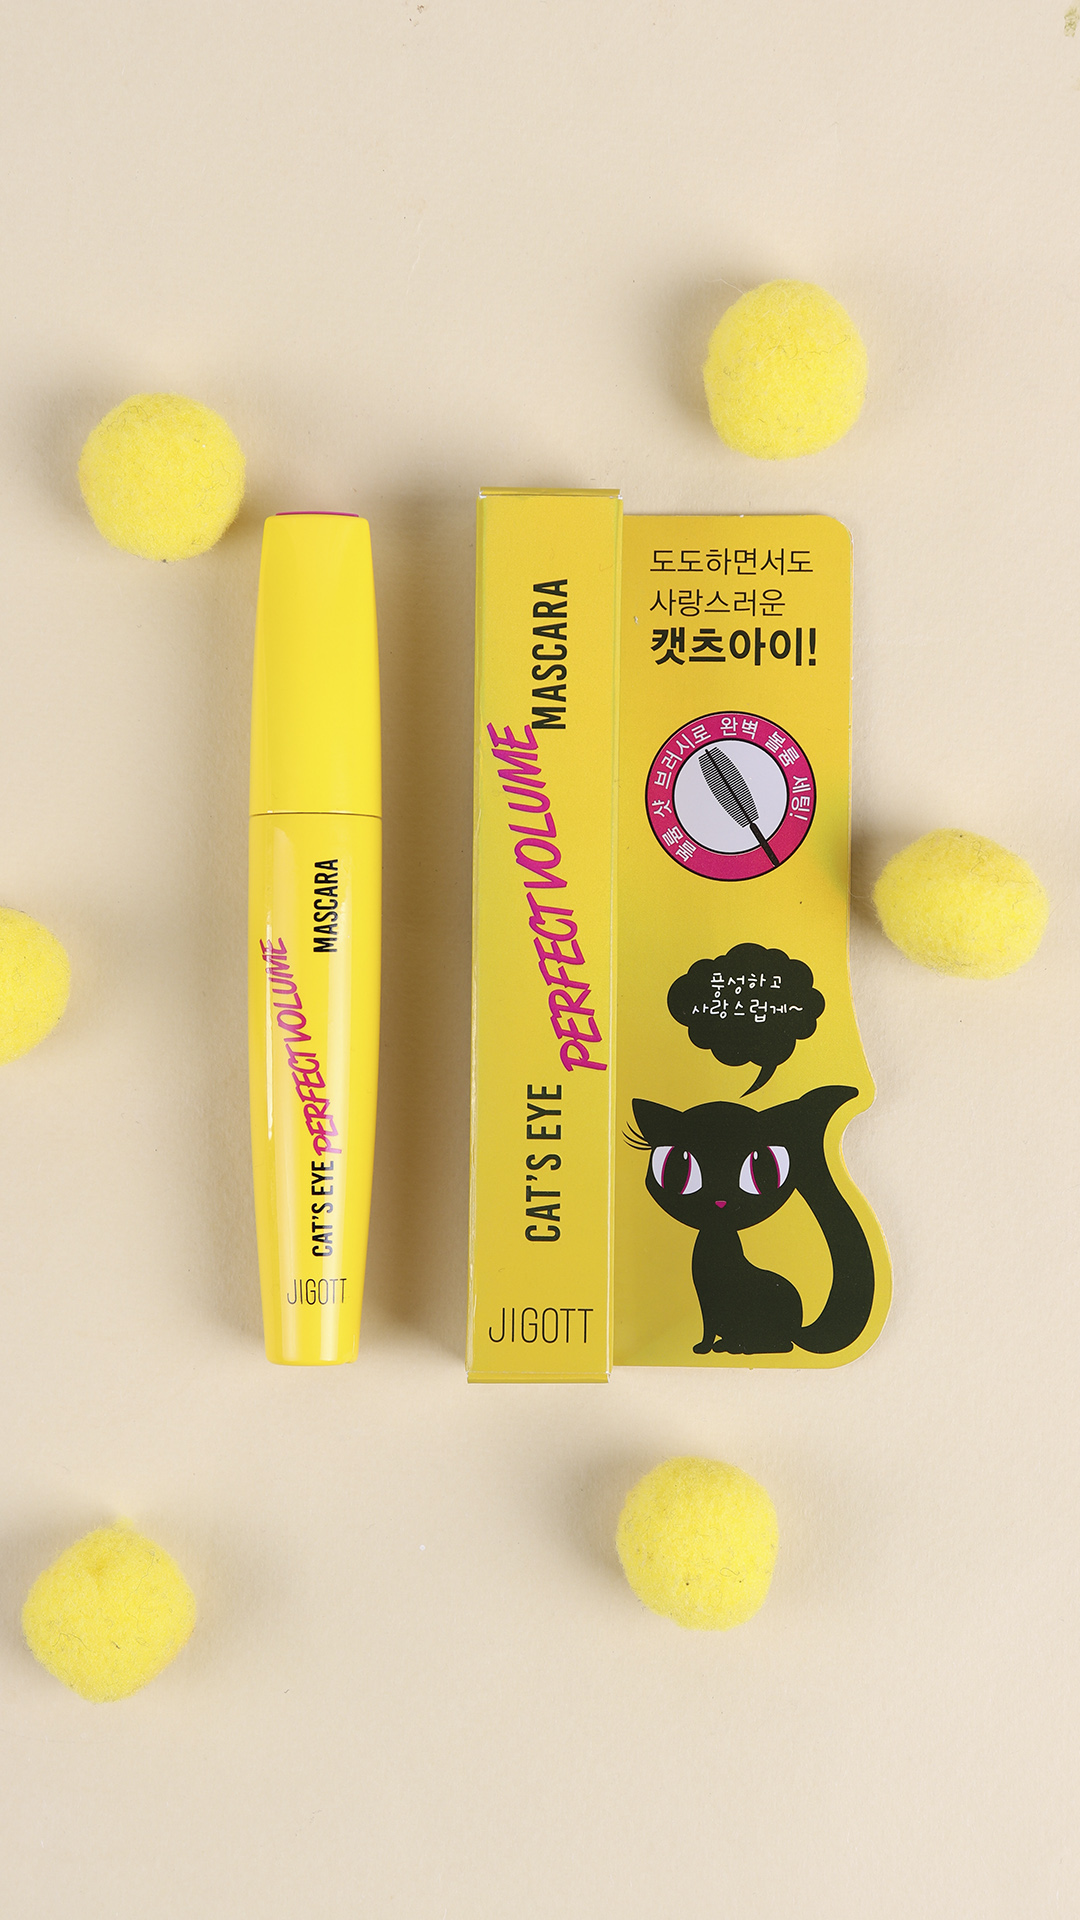 CAT'S EYE PERFECT VOLUME MASCARA
JIGOTT
CAT'S EYE PERFECT VOLUME MASCARA
JIGOTT
도도하면서도
사랑스러운
캣츠아이!
볼륨 샷 브러시로 완벽 볼륨 세팅!
풍성하고
사랑스럽게~